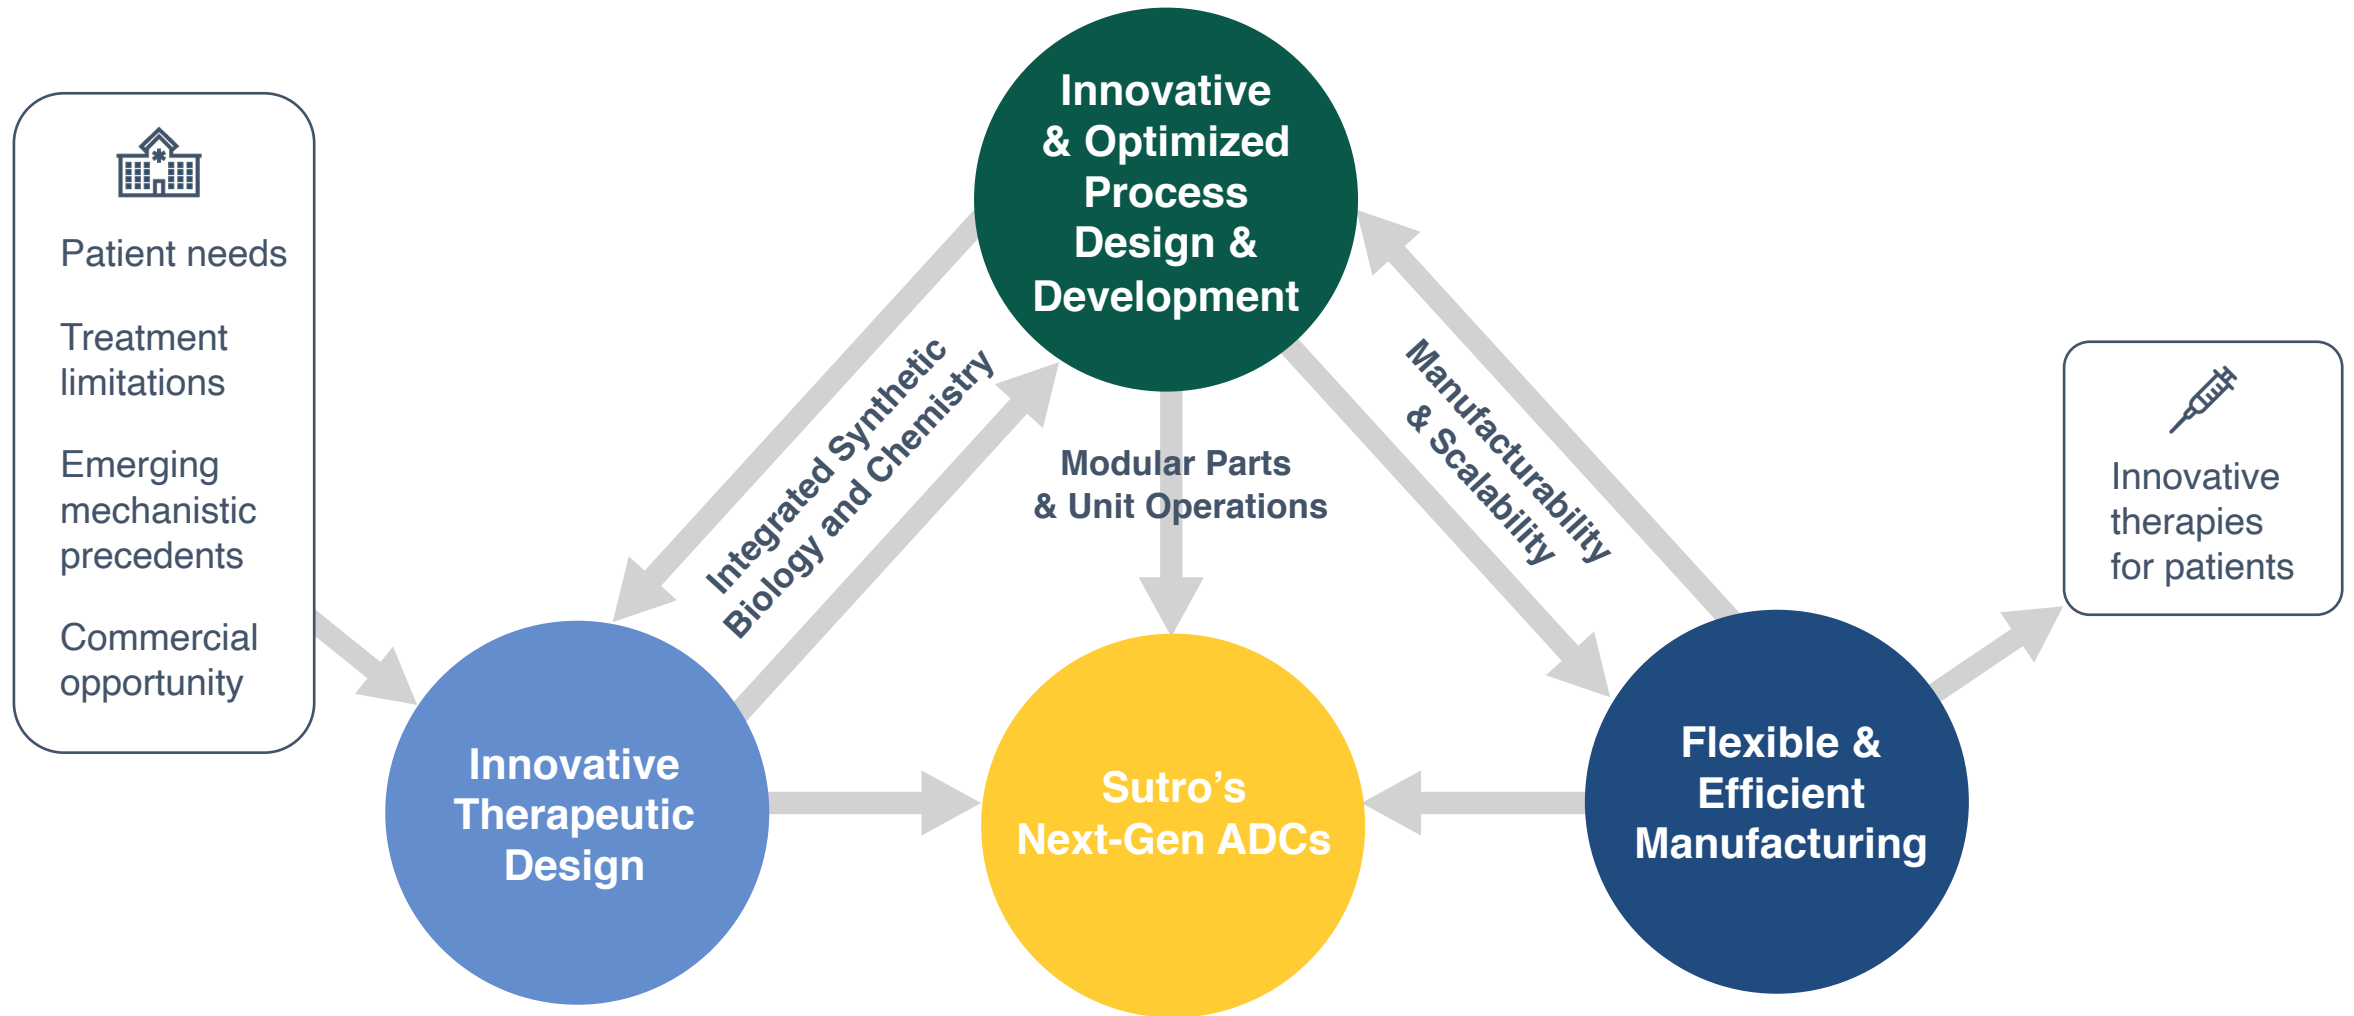 Patient needs
Treatment
limitations
Emerging
mechanistic
precedents
Commercial
opportunity
Innovative
& Optimized
Process
Design &
Development
Integrated Synthetic
Biology and Chemistry
Modular Parts
& Unit Operations
Manufacturability
& Scalability
Innovative
Therapeutic
Design
Sutro’s
Next-Gen ADCs
Flexible &
Efficient
Manufacturing
Innovative
therapies
for patients